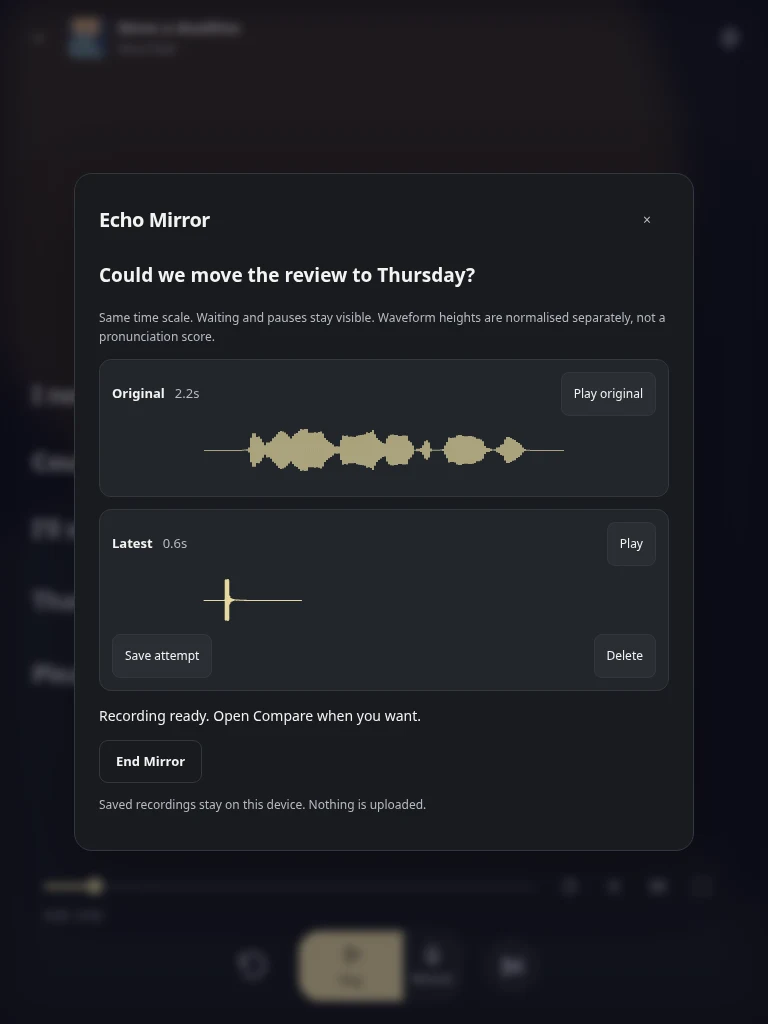 Echo Mirror
×
Could we move the review to Thursday?
Same time scale. Waiting and pauses stay visible. Waveform heights are normalised separately, not a
pronunciation score.
Original 2.2s
Play original
Latest 0.6s
Play
Save attempt
Delete
Recording ready. Open Compare when you want.
End Mirror
Saved recordings stay on this device. Nothing is uploaded.